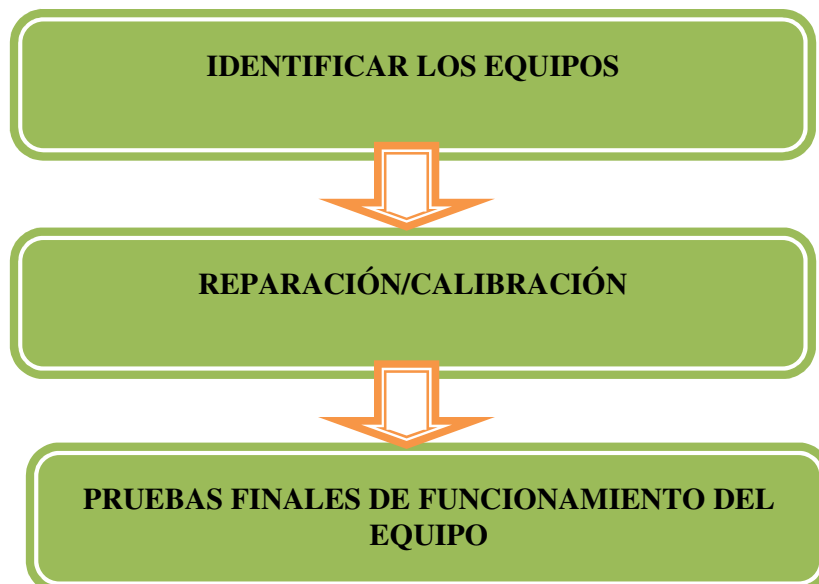 IDENTIFICAR LOS EQUIPOS
REPARACIÓN/CALIBRACIÓN
PRUEBAS FINALES DE FUNCIONAMIENTO DEL
EQUIPO